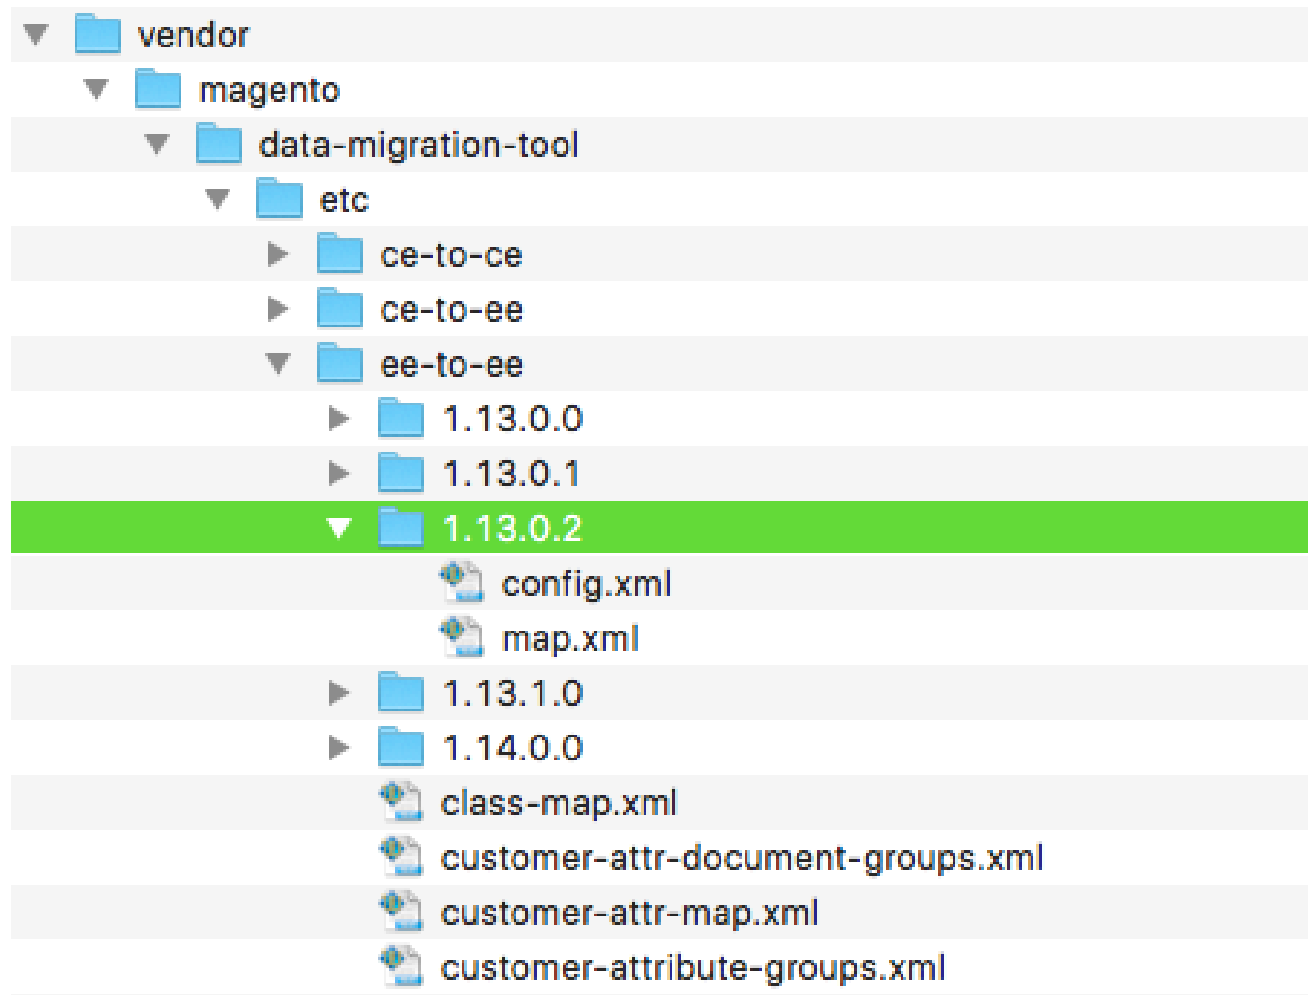 vendor
magento
data-migration-tool
etc
ce-to-ce
ce-to-ee
ee-to-ee
1.13.0.0
1.13.0.1
1.13.0.2
config.xml
map.xml
1.13.1.0
1.14.0.0
class-map.xml
customer-attr-document-groups.xml
customer-attr-map.xml
customer-attribute-groups.xml